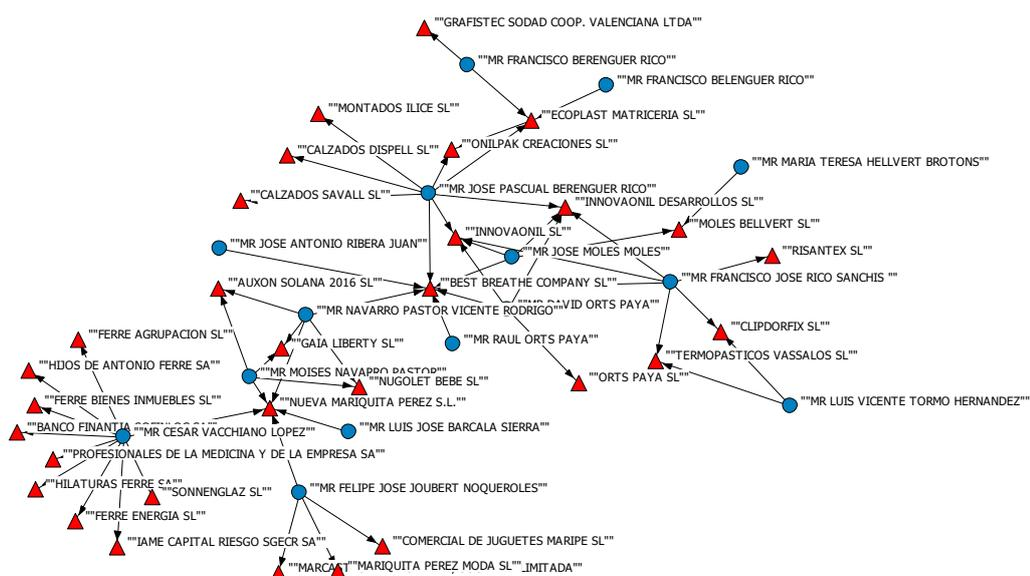 ""GRAFISTEC SODAD COOP. VALENCIANA LTDA""
""MR FRANCISCO BERENGUER RICO""
""MR FRANCISCO BELENGUER RICO""
""MONTADOS ILICE SL""
""ECOPLAST MATRICERIA SL""
""ONILPAK CREACIONES SL""
""CALZADOS DISPELL SL""
""MR MARIA TERESA HELLVERT BROTONS""
""MR JOSE PASCUAL BERENGUER RICO""
""CALZADOS SAVALL SL""
""INNOVAONIL DESARROLLOS SL""
""MOLES BELLVERT SL""
""INNOVAONIL SL""
""MR JOSE ANTONIO RIBERA JUAN""
""MR JOSE MOLES MOLES""
""RISANTEX SL""
""MR FRANCISCO JOSE RICO SANCHIS ""
""AUXON SOLANA 2016 SL""
""BEST BREATHE COMPANY SL""
""MR DAVID ORTS PAYA""
""MR NAVARRO PASTOR VICENTE RODRIGO""
""CLIPDORFIX SL""
""FERRE AGRUPACION SL""
""GAIA LIBERTY SL""
""MR RAUL ORTS PAYA""
""TERMOPASTICOS VASSALOS SL""
""HIJOS DE ANTONIO FERRE SA""
""MR MOISES NAVARRO PASTOR""
""NUGOLET BEBE SL""
""ORTS PAYA SL""
""FERRE BIENES INMUEBLES SL""
""NUEVA MARIQUITA PEREZ S.L.""
""MR LUIS VICENTE TORMO HERNANDEZ""
""BANCO FINANTIA
""MR CESAR VACCHIANO LOPEZ""
""MR LUIS JOSE BARCALA SIERRA""
""PROFESIONALES DE LA MEDICINA Y DE LA EMPRESA SA""
""HILATURAS FERRE SA""
""SONNENGLAZ SL""
""MR FELIPE JOSE JOUBERT NOQUEROLES""
""FERRE ENERGIA SL""
""IAME CAPITAL RIESGO SGECR SA""
""COMERCIAL DE JUGUETES MARIPE SL""
""MARCAST
""MARIQUITA PEREZ MODA SL""